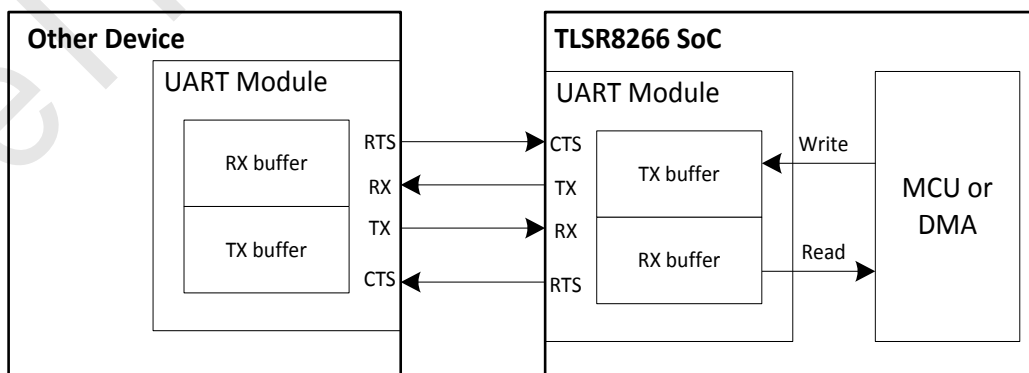 Other Device
UART Module
RX buffer
TX buffer
RTS
RX
TX
CTS
TLSR8266 SoC
UART Module
CTS
TX
RX
RTS
TX buffer
RX buffer
Write
Read
MCU or
DMA